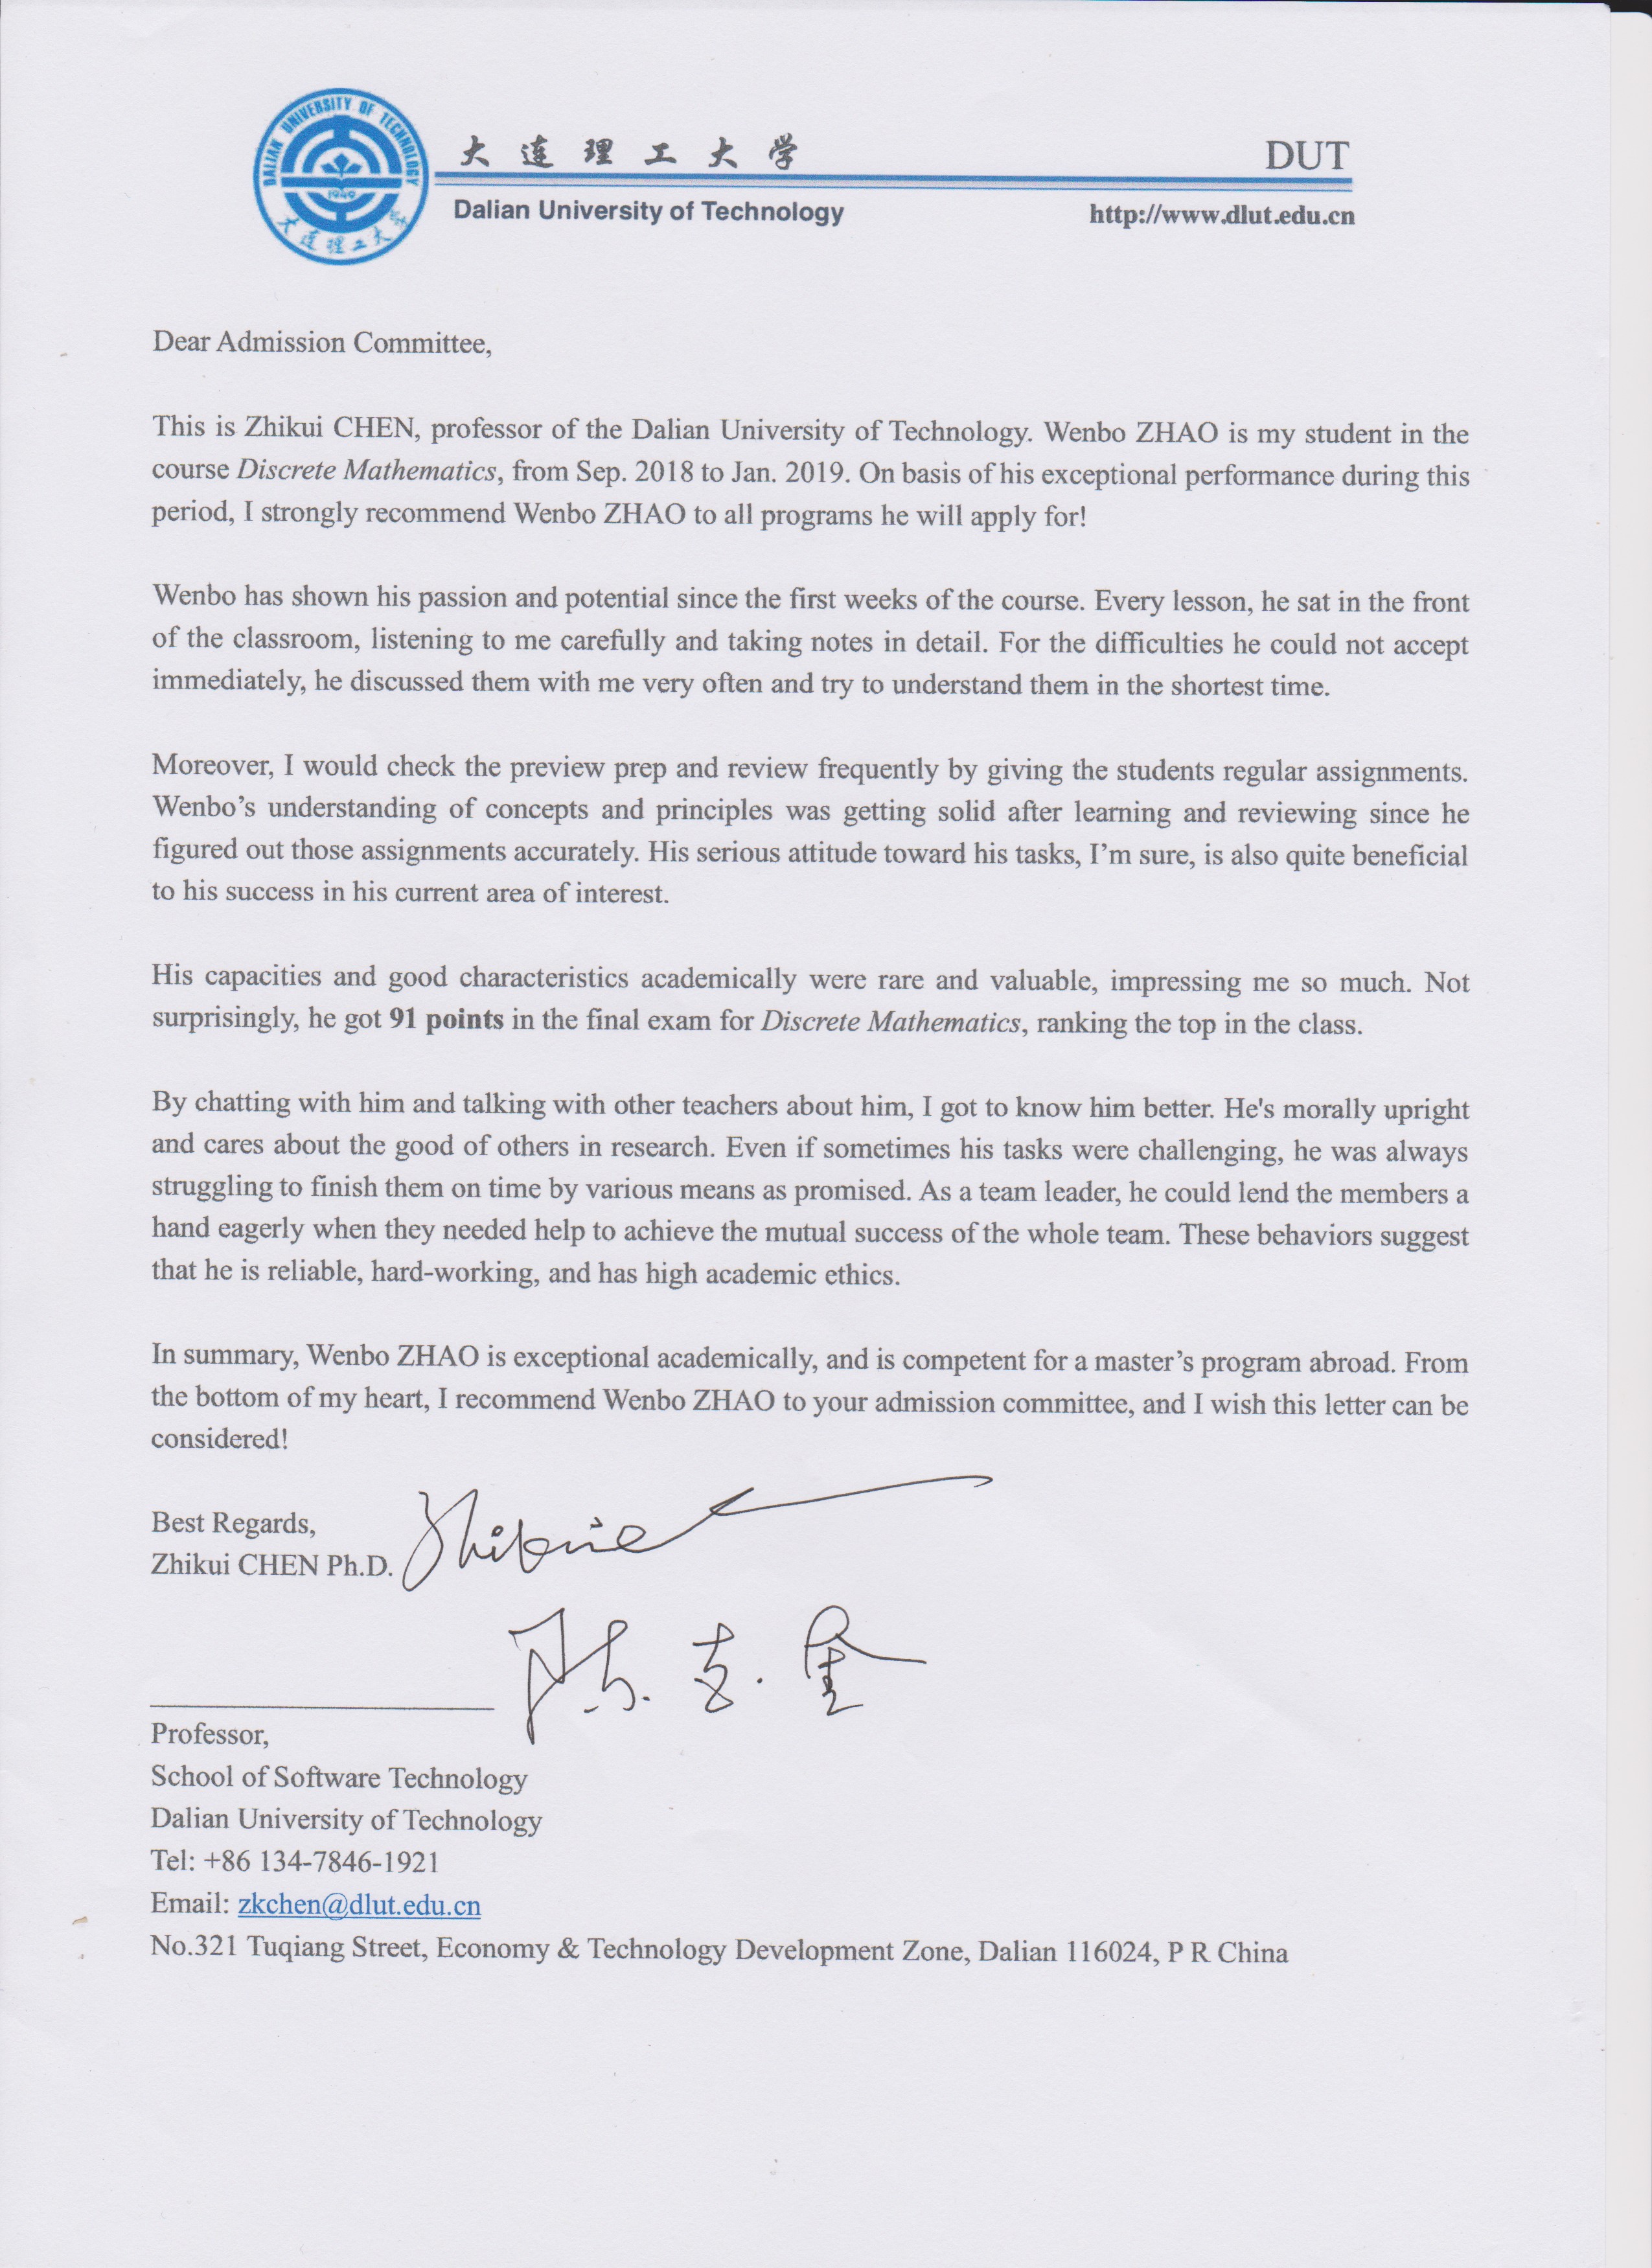 DALIAN UNIVERSITY OF TECHNOLOGY
1949
大连理工大学
大连理工大学
DUT
Dalian University of Technology
http://www.dlut.edu.cn
Dear Admission Committee,
This is Zhikui CHEN, professor of the Dalian University of Technology. Wenbo ZHAO is my student in the
course Discrete Mathematics, from Sep. 2018 to Jan. 2019. On basis of his exceptional performance during this
period, I strongly recommend Wenbo ZHAO to all programs he will apply for!
Wenbo has shown his passion and potential since the first weeks of the course. Every lesson, he sat in the front
of the classroom, listening to me carefully and taking notes in detail. For the difficulties he could not accept
immediately, he discussed them with me very often and try to understand them in the shortest time.
Moreover, I would check the preview prep and review frequently by giving the students regular assignments.
Wenbo’s understanding of concepts and principles was getting solid after learning and reviewing since he
figured out those assignments accurately. His serious attitude toward his tasks, I’m sure, is also quite beneficial
to his success in his current area of interest.
His capacities and good characteristics academically were rare and valuable, impressing me so much. Not
surprisingly, he got 91 points in the final exam for Discrete Mathematics, ranking the top in the class.
By chatting with him and talking with other teachers about him, I got to know him better. He's morally upright
and cares about the good of others in research. Even if sometimes his tasks were challenging, he was always
struggling to finish them on time by various means as promised. As a team leader, he could lend the members a
hand eagerly when they needed help to achieve the mutual success of the whole team. These behaviors suggest
that he is reliable, hard-working, and has high academic ethics.
In summary, Wenbo ZHAO is exceptional academically, and is competent for a master’s program abroad. From
the bottom of my heart, I recommend Wenbo ZHAO to your admission committee, and I wish this letter can be
considered!
Best Regards,
Zhikui CHEN Ph.D.
Professor,
School of Software Technology
Dalian University of Technology
Tel: +86 134-7846-1921
Email: zkchen@dlut.edu.cn
No.321 Tuqiang Street, Economy & Technology Development Zone, Dalian 116024, P R China